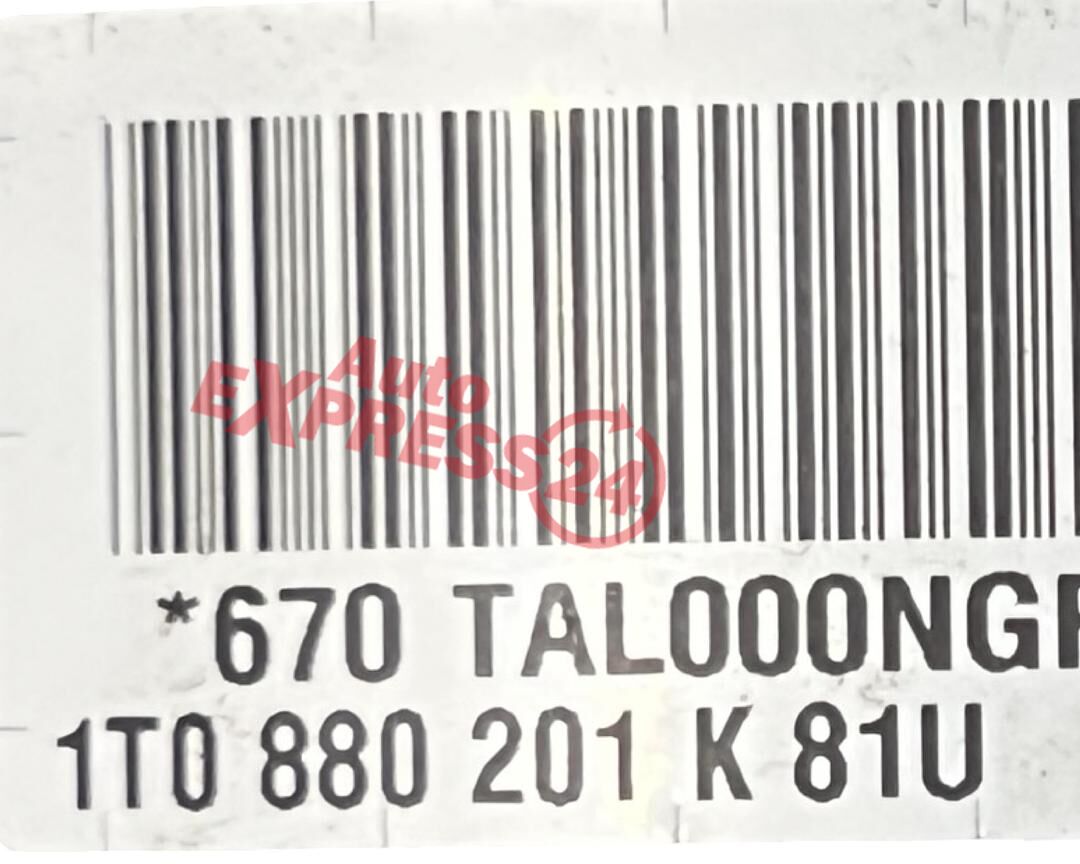 Auto
EXPRESS24
*670 TAL000NG
1T0 880 201 K 81U